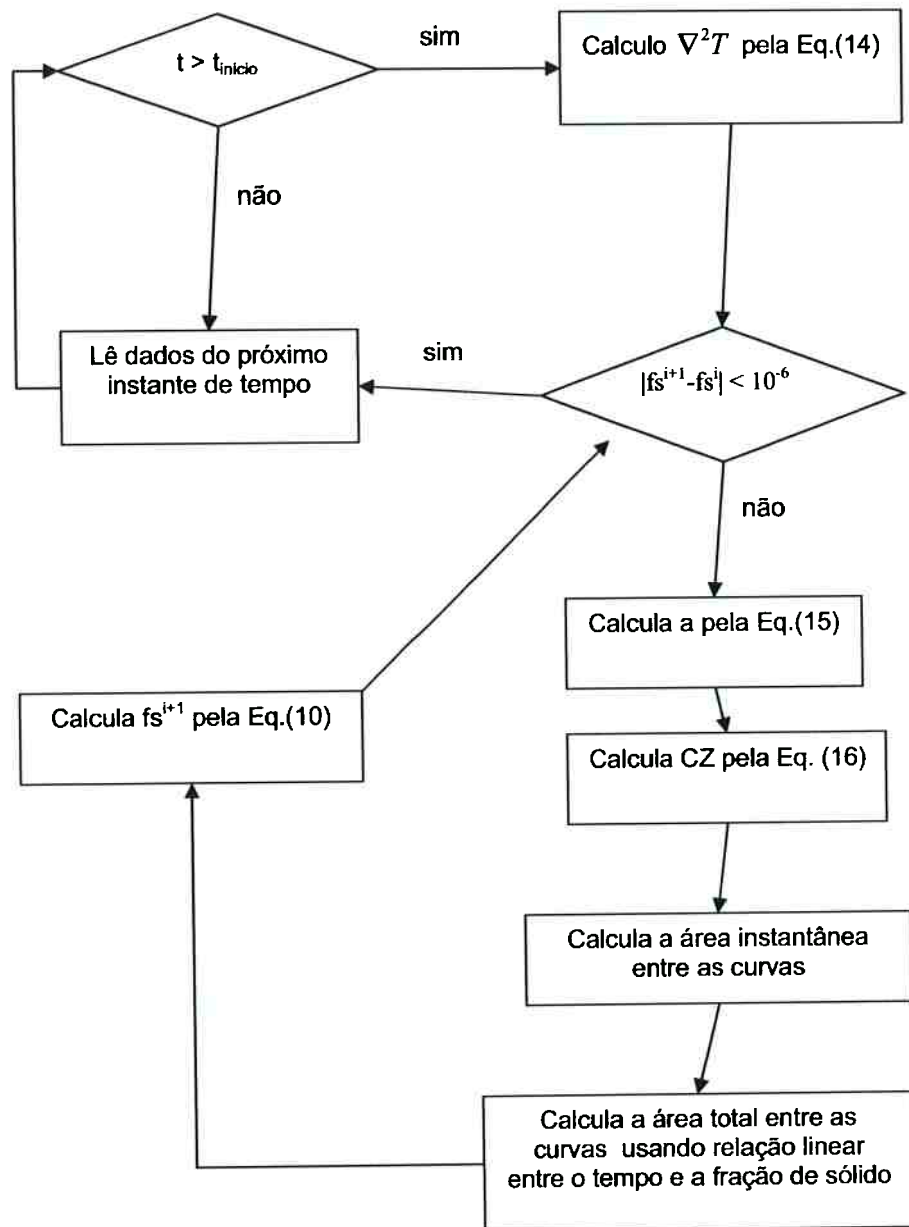 t > t_inicio
sim
Calculo ∇²T pela Eq.(14)
não
Lê dados do próximo
instante de tempo
sim
|fs^{i+1}-fs^i| < 10^{-6}
não
Calcula a pela Eq.(15)
Calcula fs^{i+1} pela Eq.(10)
Calcula CZ pela Eq. (16)
Calcula a área instantânea
entre as curvas
Calcula a área total entre as
curvas usando relação linear
entre o tempo e a fração de sólido